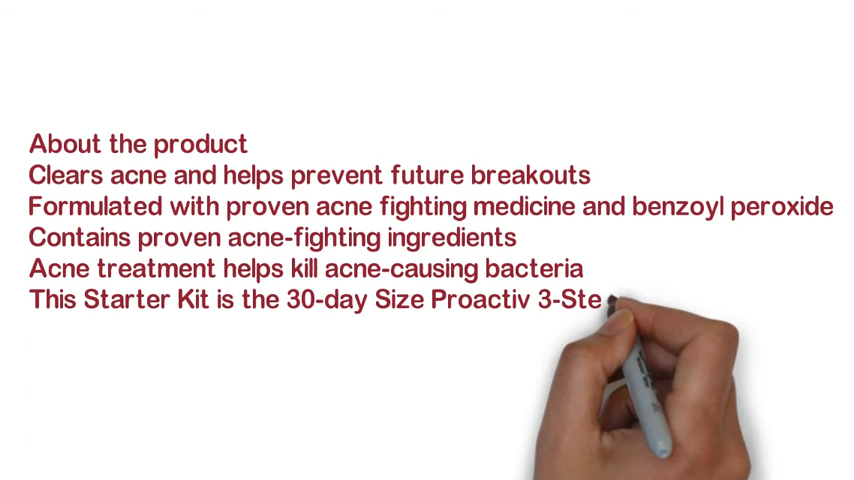 About the product
Clears acne and helps prevent future breakouts
Formulated with proven acne fighting medicine and benzoyl peroxide
Contains proven acne-fighting ingredients
Acne treatment helps kill acne-causing bacteria
This Starter Kit is the 30-day Size Proactiv 3-Ste